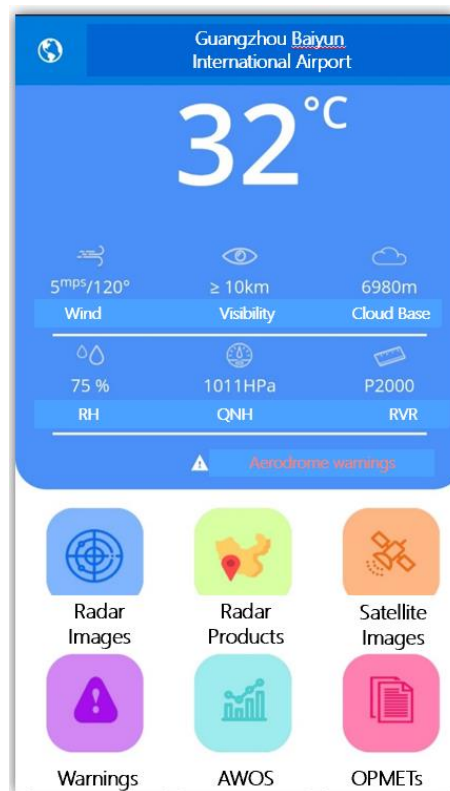 Guangzhou Baiyun
International Airport
32°C
5mps/120° ≥ 10km 6980m
Wind Visibility Cloud Base
75 % 1011HPa P2000
RH QNH RVR
Aerodrome warnings
Radar Radar Satellite
Images Products Images
Warnings AWOS OPMETs